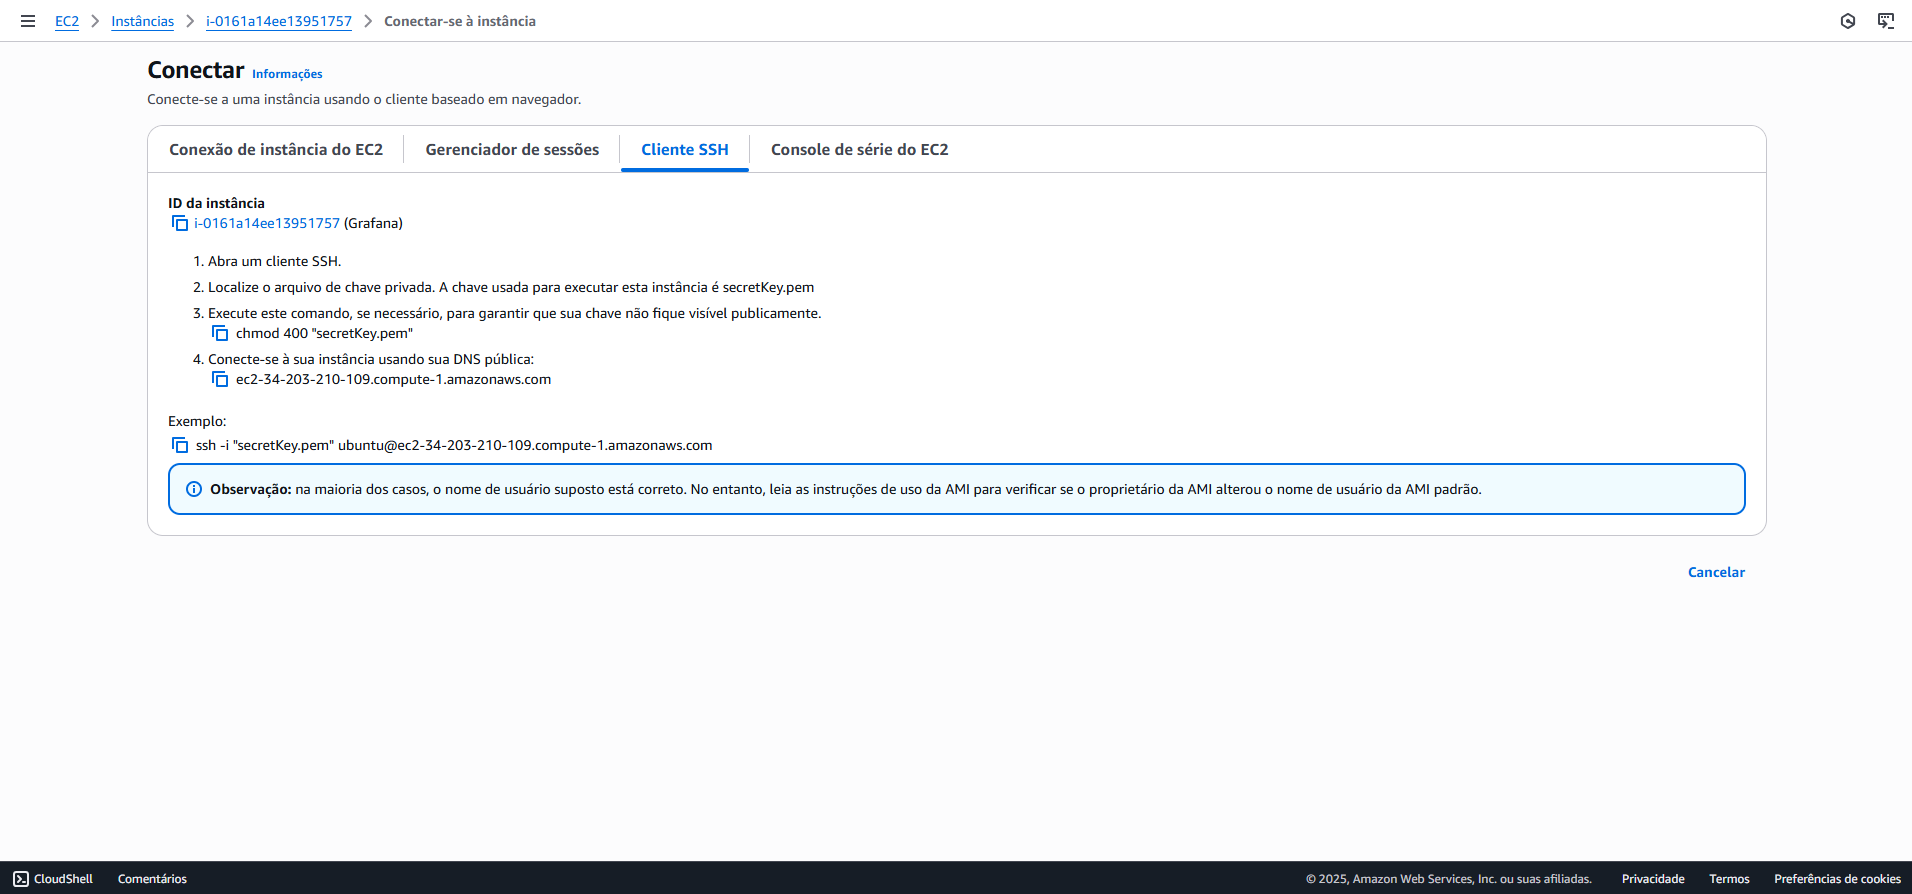 EC2 > Instâncias > i-0161a14ee13951757 > Conectar-se à instância
Conectar Informações
Conecte-se a uma instância usando o cliente baseado em navegador.
Conexão de instância do EC2 Gerenciador de sessões Cliente SSH Console de série do EC2
ID da instância
i-0161a14ee13951757 (Grafana)
1. Abra um cliente SSH.
2. Localize o arquivo de chave privada. A chave usada para executar esta instância é secretKey.pem
3. Execute este comando, se necessário, para garantir que sua chave não fique visível publicamente.
chmod 400 "secretKey.pem"
4. Conecte-se à sua instância usando sua DNS pública:
ec2-34-203-210-109.compute-1.amazonaws.com
Exemplo:
ssh -i "secretKey.pem" ubuntu@ec2-34-203-210-109.compute-1.amazonaws.com
Observação: na maioria dos casos, o nome de usuário suposto está correto. No entanto, leia as instruções de uso da AMI para verificar se o proprietário da AMI alterou o nome de usuário da AMI padrão.
Cancelar
CloudShell Comentários © 2025, Amazon Web Services, Inc. ou suas afiliadas. Privacidade Termos Preferências de cookies